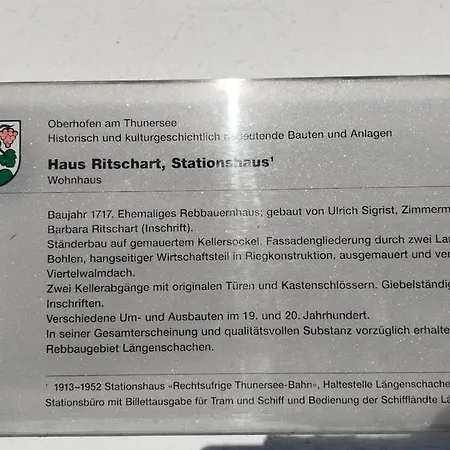 Oberhofen am Thunersee
Historisch und kulturgeschichtlich bedeutende Bauten und Anlagen
Haus Ritschart, Stationshaus¹
Wohnhaus
Baujahr 1717. Ehemaliges Rebbauernhaus; gebaut von Ulrich Sigrist, Zimmerm
Barbara Ritschart (Inschrift).
Ständerbau auf gemauertem Kellersockel. Fassadengliederung durch zwei Lau
Bohlen, hangseitiger Wirtschaftsteil in Riegkonstruktion, ausgemauert und ver
Viertelwalmdach.
Zwei Kellerabgänge mit originalen Türen und Kastenschlössern. Giebelständig
Inschriften.
Verschiedene Um- und Ausbauten im 19. und 20. Jahrhundert.
In seiner Gesamterscheinung und qualitätsvollen Substanz vorzüglich erhalte
Rebbaugebiet Längenschachen.
¹ 1913–1952 Stationshaus «Rechtsufrige Thunersee-Bahn», Haltestelle Längenschache
Stationsbüro mit Billettausgabe für Tram und Schiff und Bedienung der Schiffländte Lä